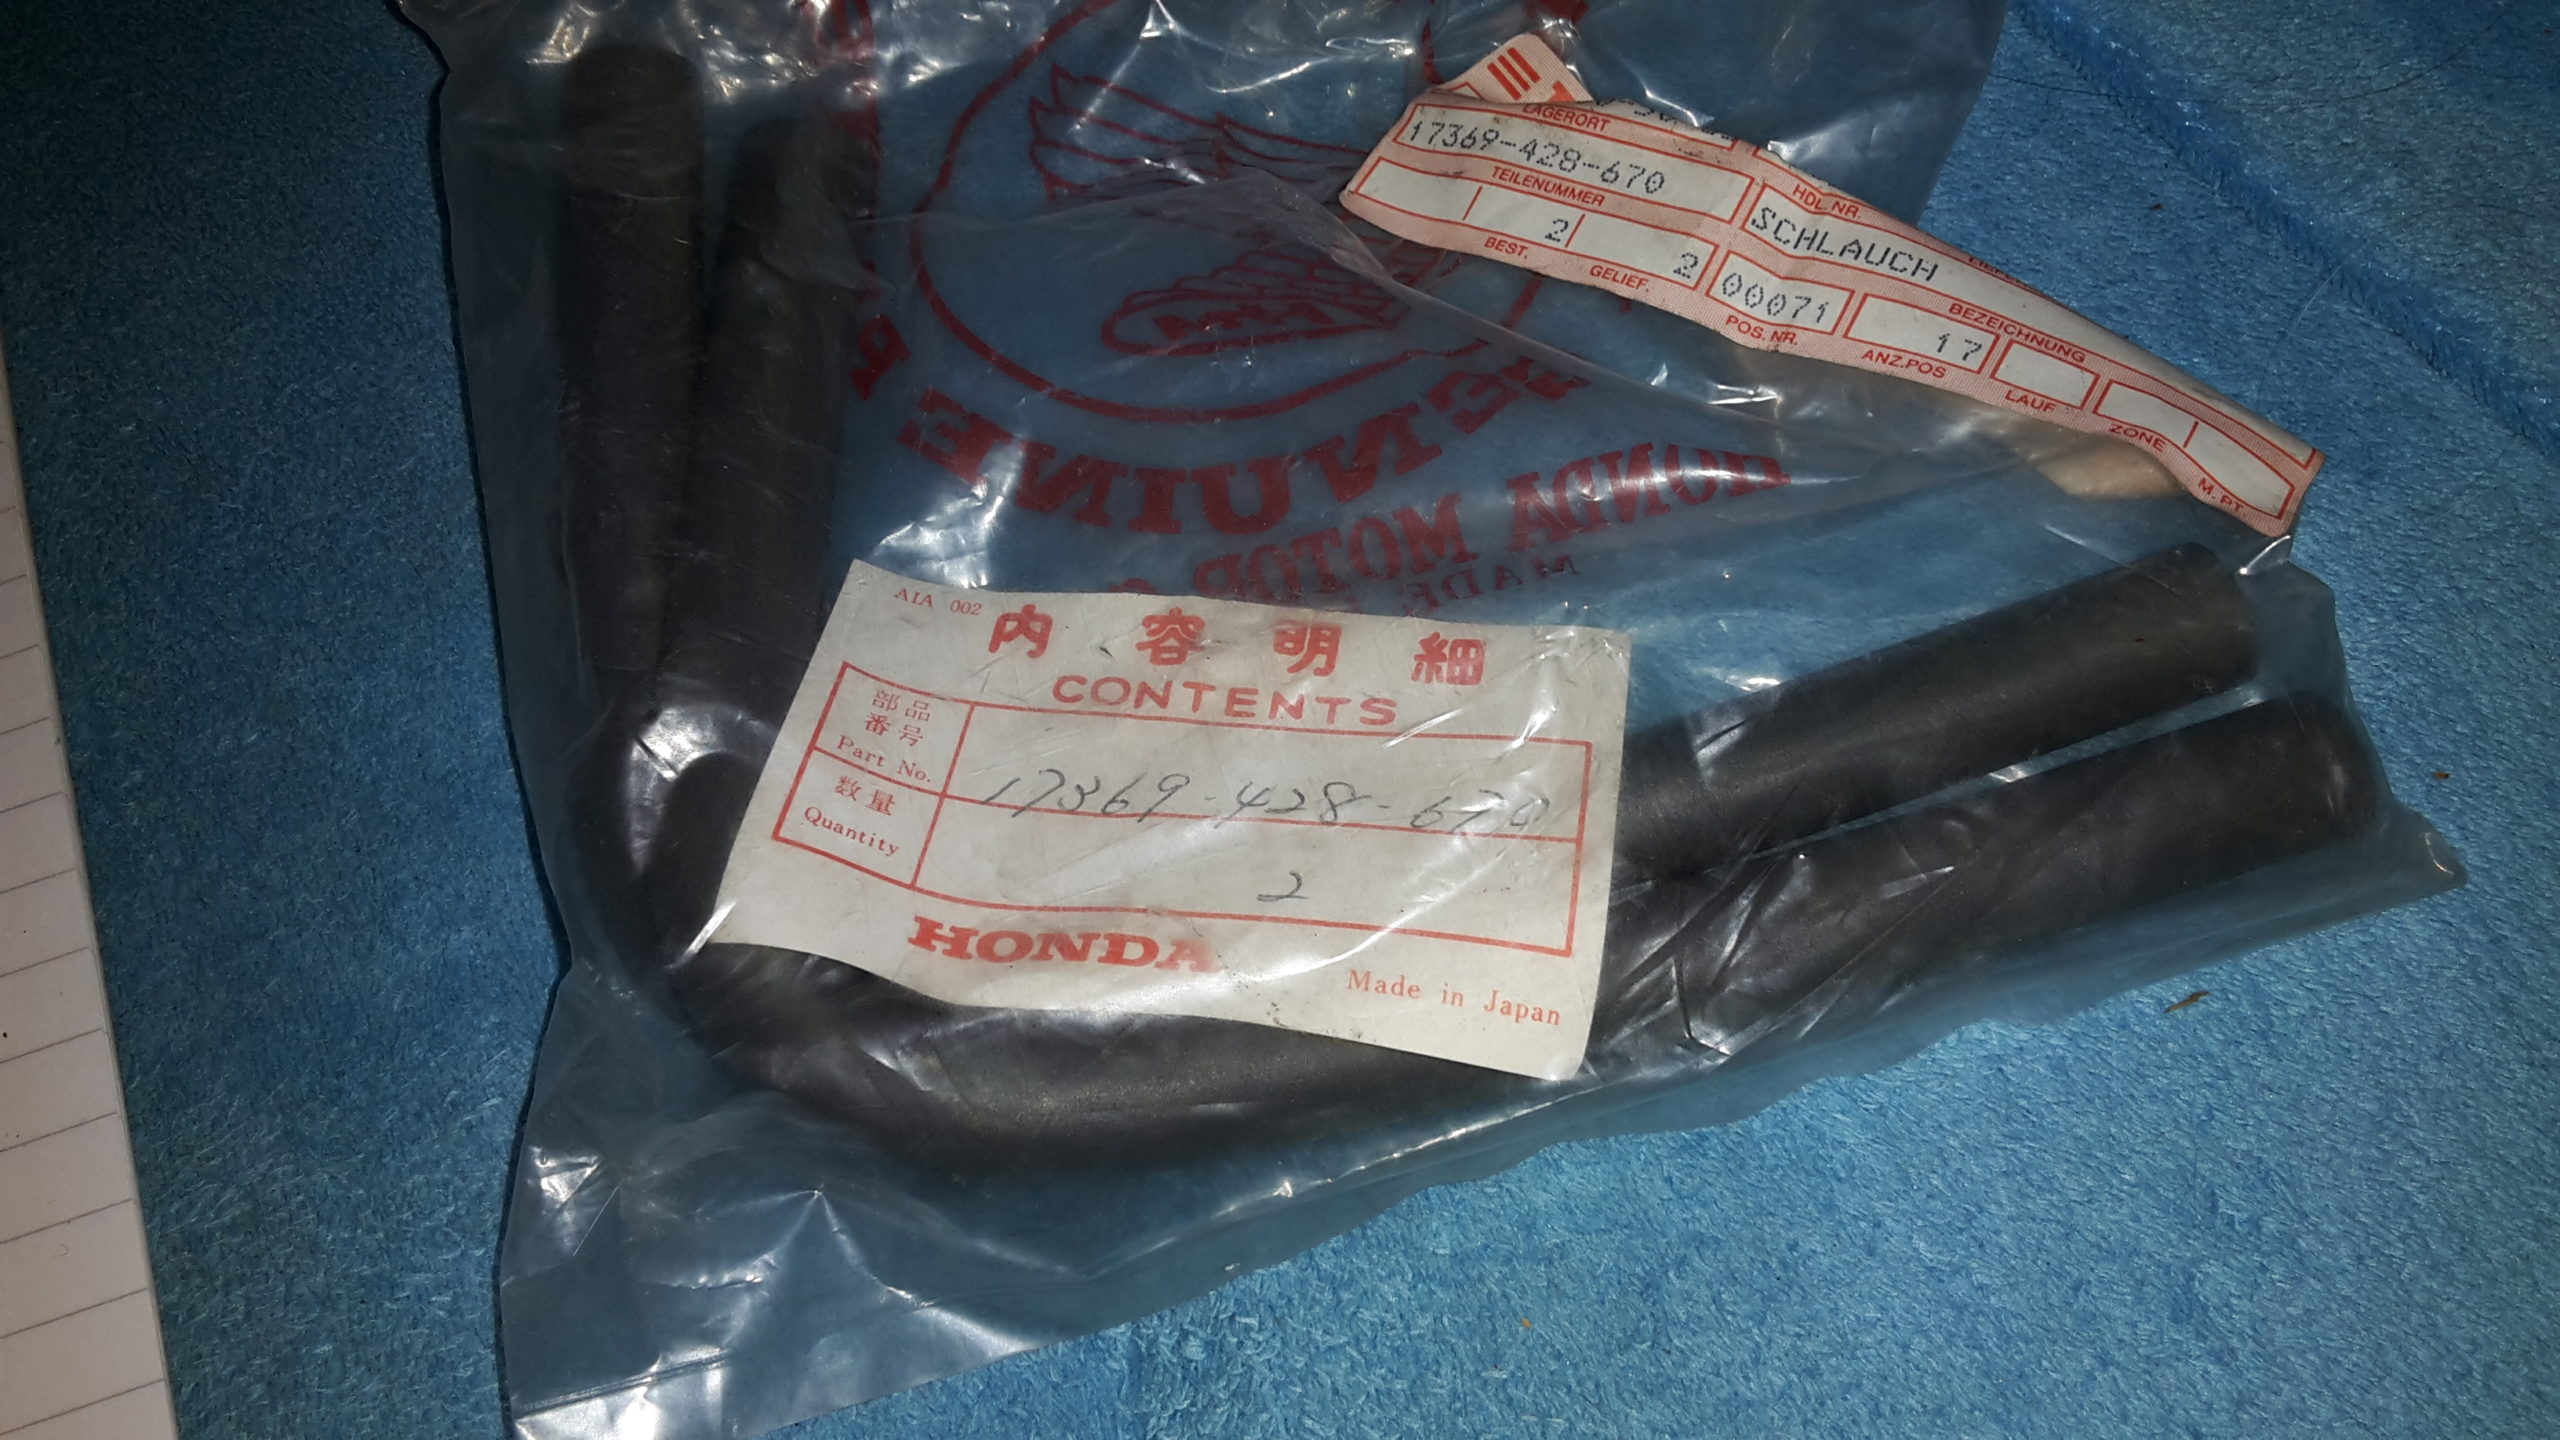 17369-428-670
LAGERORT
TEILENUMMER
HDL. NR.
SCHLAUCH
BEZEICHNUNG
2
BEST.
2
GELIEF.
00071
POS. NR.
17
ANZ.POS
LAUF
ZONE
M. PT.
GENUINE
HONDA MOTOR
MADE
AIA 002
内容明細
CONTENTS
部品
番号
Part No.
17369-428-670
数量
Quantity
2
HONDA
Made in Japan